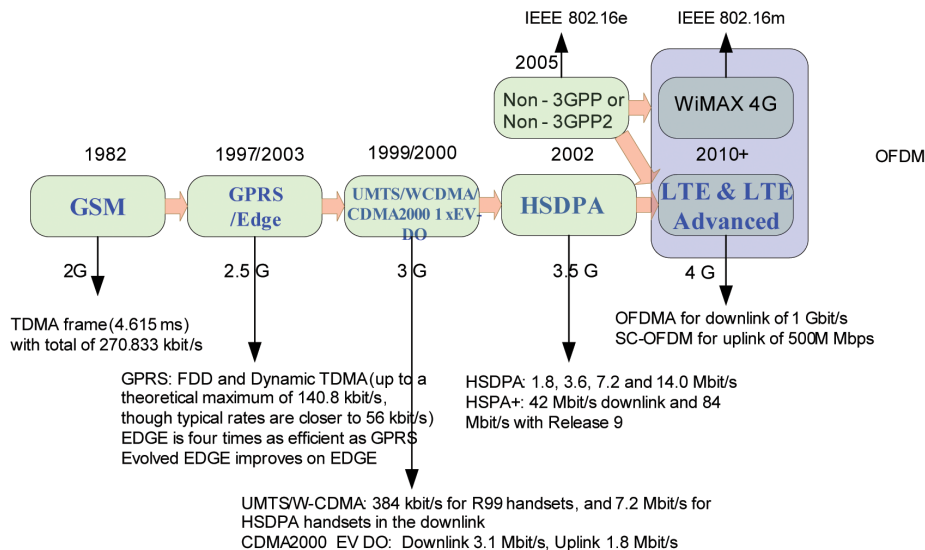 IEEE 802.16e
IEEE 802.16m
2005
Non - 3GPP or
Non - 3GPP2
WiMAX 4G
1982
1997/2003
1999/2000
2002
2010+
OFDM
GSM
GPRS
/Edge
UMTS/WCDMA/
CDMA2000 1 xEV-
DO
HSDPA
LTE & LTE
Advanced
2G
2.5 G
3 G
3.5 G
4 G
TDMA frame (4.615 ms)
with total of 270.833 kbit/s
OFDMA for downlink of 1 Gbit/s
SC-OFDM for uplink of 500M Mbps
GPRS: FDD and Dynamic TDMA (up to a
theoretical maximum of 140.8 kbit/s,
though typical rates are closer to 56 kbit/s)
EDGE is four times as efficient as GPRS
Evolved EDGE improves on EDGE
HSDPA: 1.8, 3.6, 7.2 and 14.0 Mbit/s
HSPA+: 42 Mbit/s downlink and 84
Mbit/s with Release 9
UMTS/W-CDMA: 384 kbit/s for R99 handsets, and 7.2 Mbit/s for
HSDPA handsets in the downlink
CDMA2000 EV DO: Downlink 3.1 Mbit/s, Uplink 1.8 Mbit/s